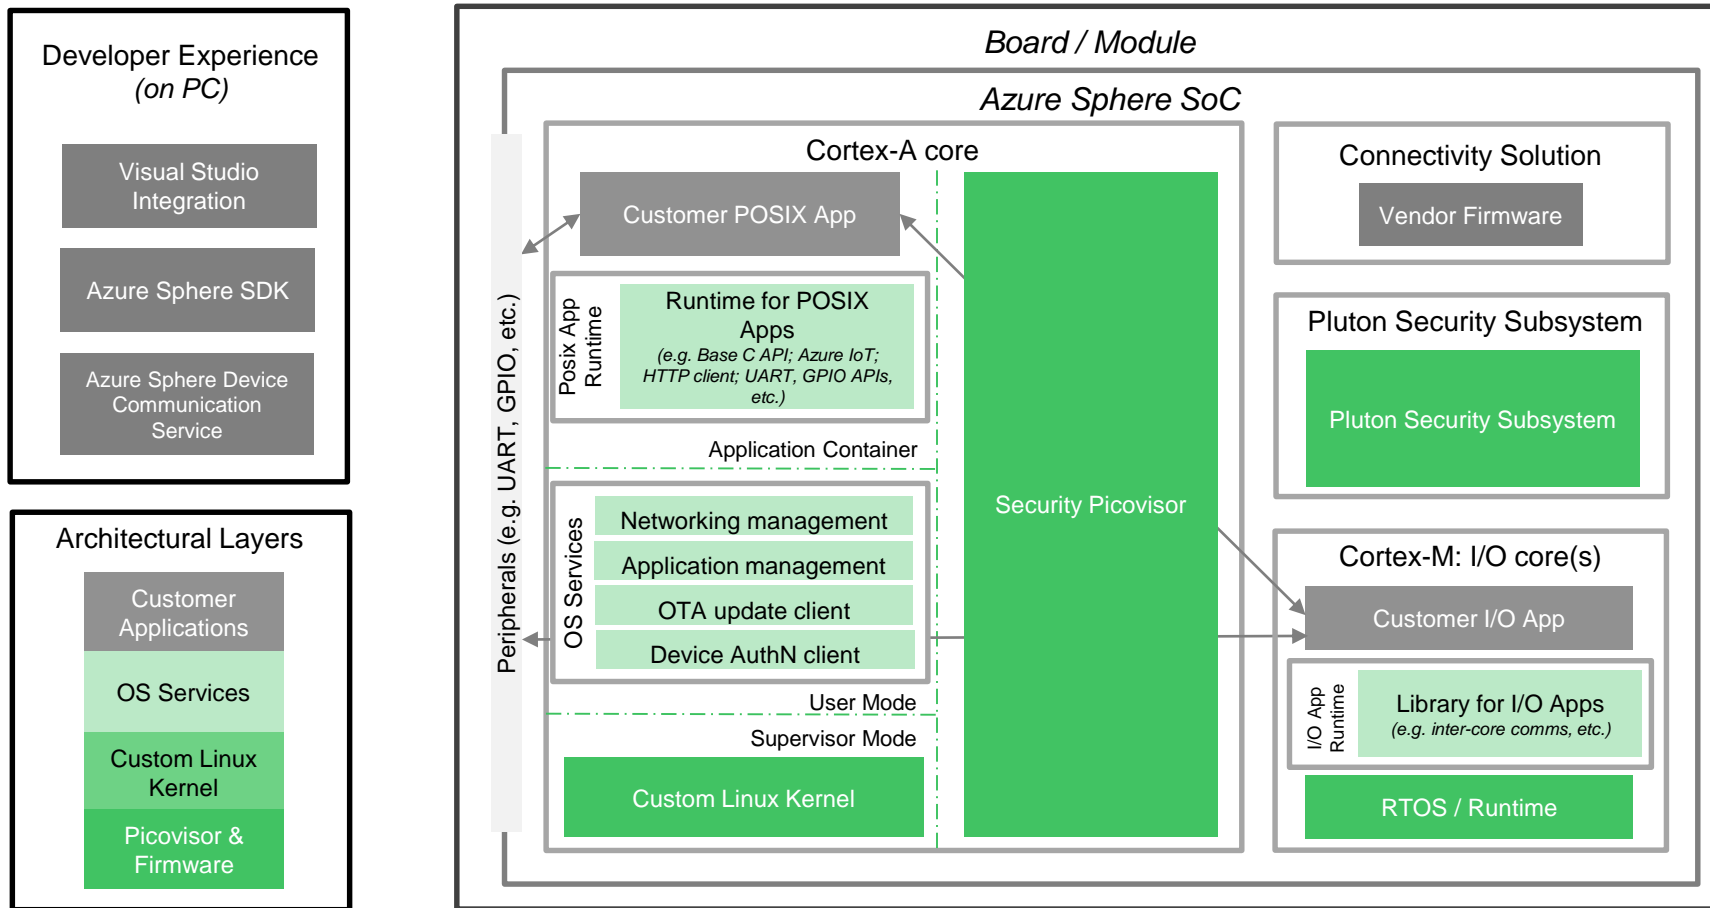 Developer Experience
(on PC)
Visual Studio
Integration
Azure Sphere SDK
Azure Sphere Device
Communication
Service
Architectural Layers
Customer
Applications
OS Services
Custom Linux
Kernel
Picovisor &
Firmware
Board / Module
Azure Sphere SoC
Peripherals (e.g. UART, GPIO, etc.)
Cortex-A core
Customer POSIX App
Posix App
Runtime
Runtime for POSIX
Apps
(e.g. Base C API; Azure IoT;
HTTP client; UART, GPIO APIs,
etc.)
Application Container
OS Services
Networking management
Application management
OTA update client
Device AuthN client
User Mode
Supervisor Mode
Custom Linux Kernel
Security Picovisor
Connectivity Solution
Vendor Firmware
Pluton Security Subsystem
Pluton Security Subsystem
Cortex-M: I/O core(s)
Customer I/O App
I/O App
Runtime
Library for I/O Apps
(e.g. inter-core comms, etc.)
RTOS / Runtime